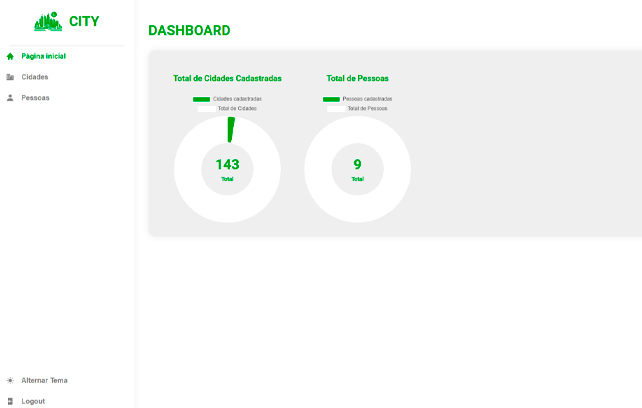 CITY
Página inicial
Cidades
Pessoas
Alternar Tema
Logout
DASHBOARD
Total de Cidades Cadastradas
Cidades cadastradas
Total de Cidades
143
Total
Total de Pessoas
Pessoas cadastradas
Total de Pessoas
9
Total